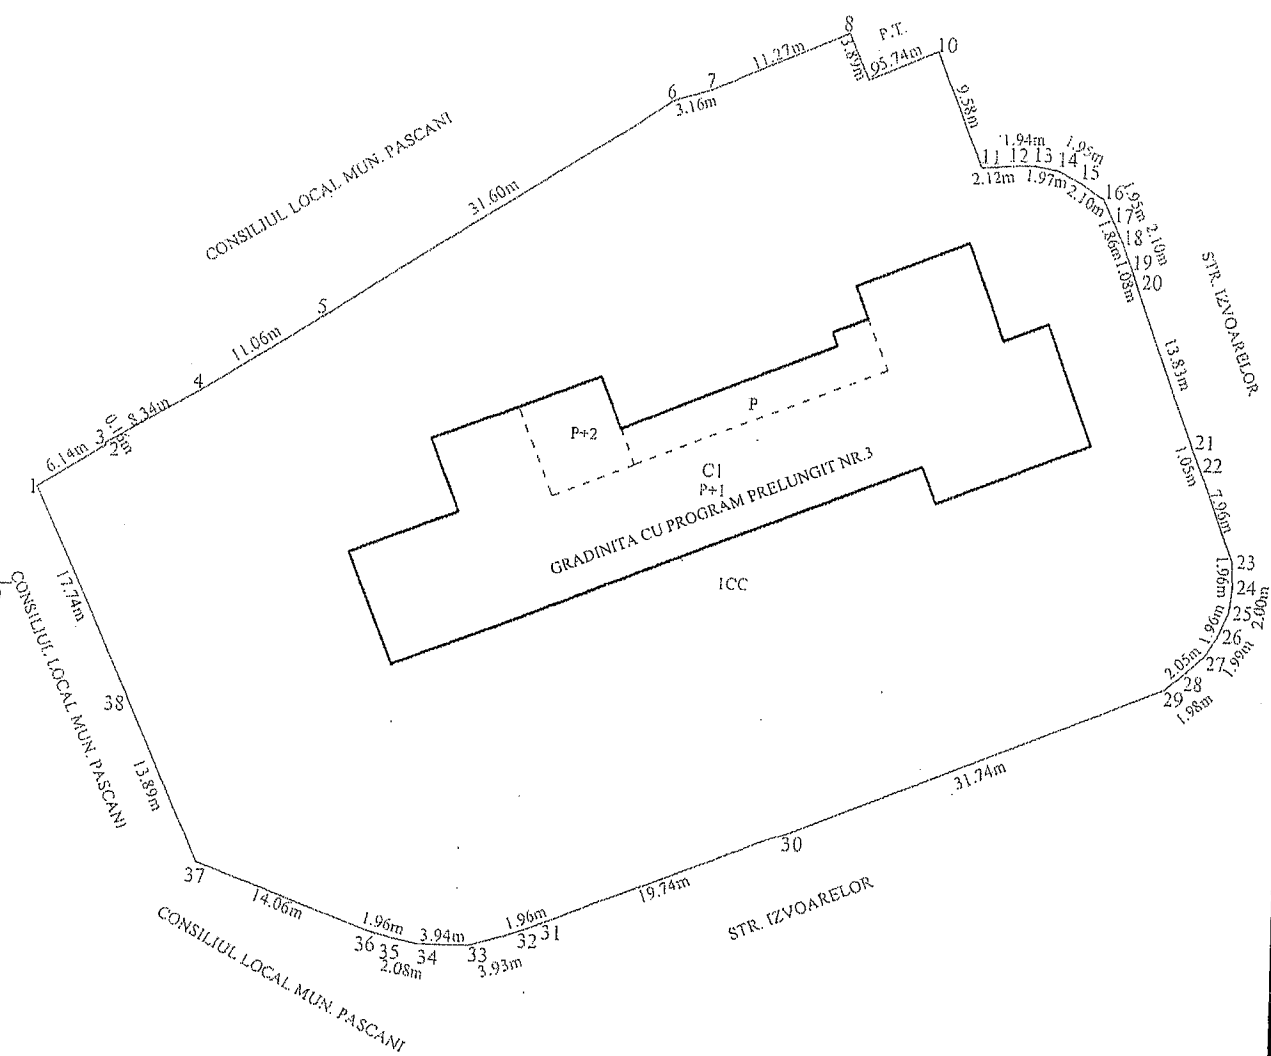 8
P.T.
10
11.27m
3.89m
95.74m
6
7
3.16m
9.58m
CONSILIUL LOCAL MUN. PASCANI
31.60m
1.94m
1.95m
11 12 13 14 15
2.12m
1.97m
2.10m
16
1.95m
17
1.86m
18
2.10m
19
1.08m
20
STR. IZVOARELOR
5
11.06m
4
8.34m
3
2
6.14m
1
13.83m
P
P+2
C1
P+1
GRADINITA CU PROGRAM PRELUNGIT NR.3
1CC
21
1.05m
22
7.96m
23
1.96m
24
25
2.00m
1.96m
26
1.99m
27
2.05m
28
29
1.98m
17.74m
CONSILIUL LOCAL MUN. PASCANI
38
13.89m
37
14.06m
CONSILIUL LOCAL MUN. PASCANI
1.96m
36
35
2.08m
3.94m
34
33
3.93m
1.96m
32
31
19.74m
30
31.74m
STR. IZVOARELOR